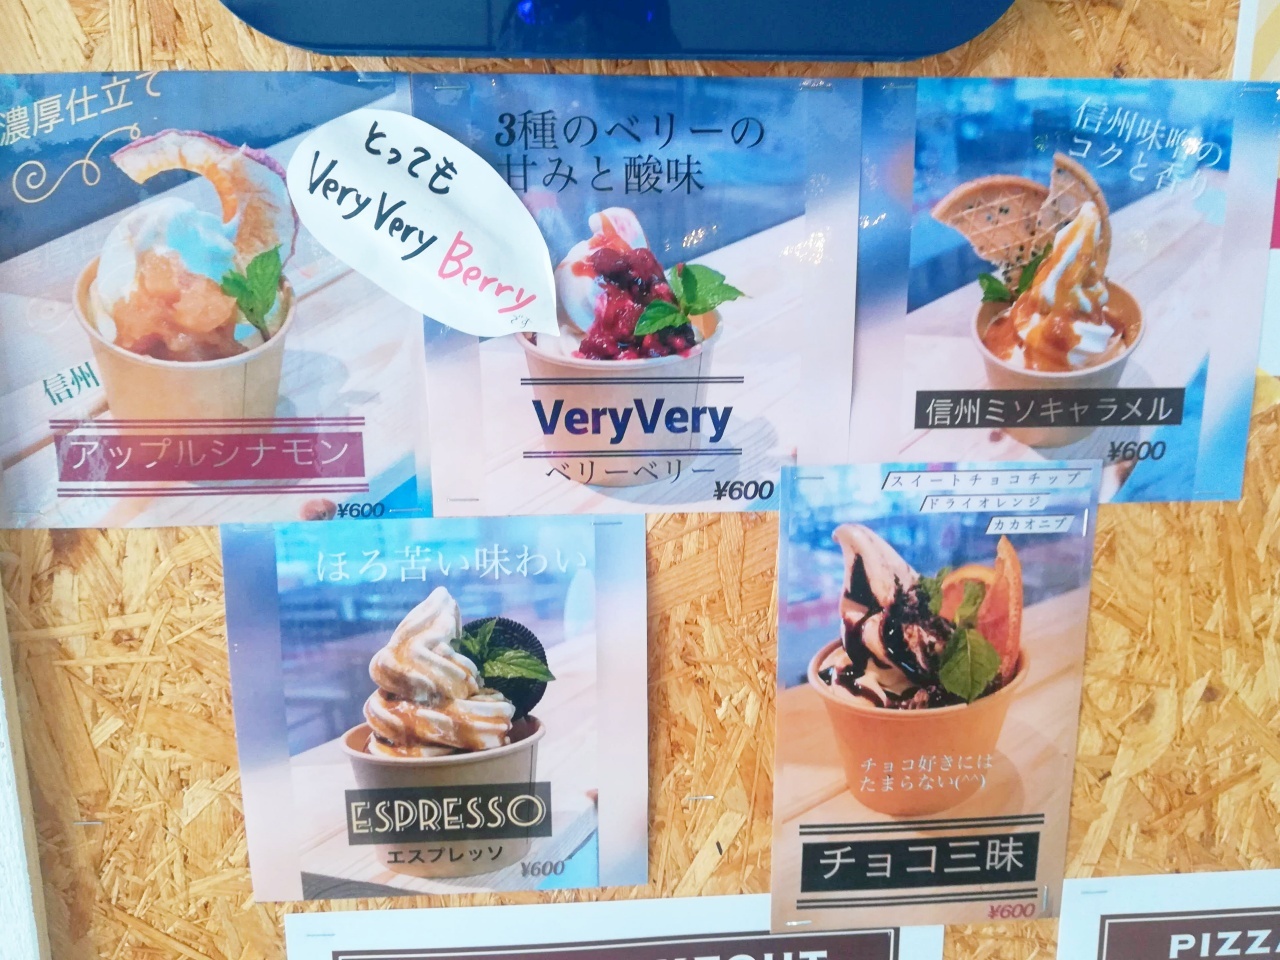 濃厚仕立て
信州
アップルシナモン
¥600
とっても
VeryVery
Berry
です
3種のベリーの
甘みと酸味
VeryVery
ベリーベリー
¥600
信州味噌の
コクと香り
信州ミソキャラメル
¥600
ほろ苦い味わい
ESPRESSO
エスプレッソ
¥600
スイートチョコチップ
ドライオレンジ
カカオニブ
チョコ好きには
たまらない(^^)
チョコ三昧
¥600
PIZZA